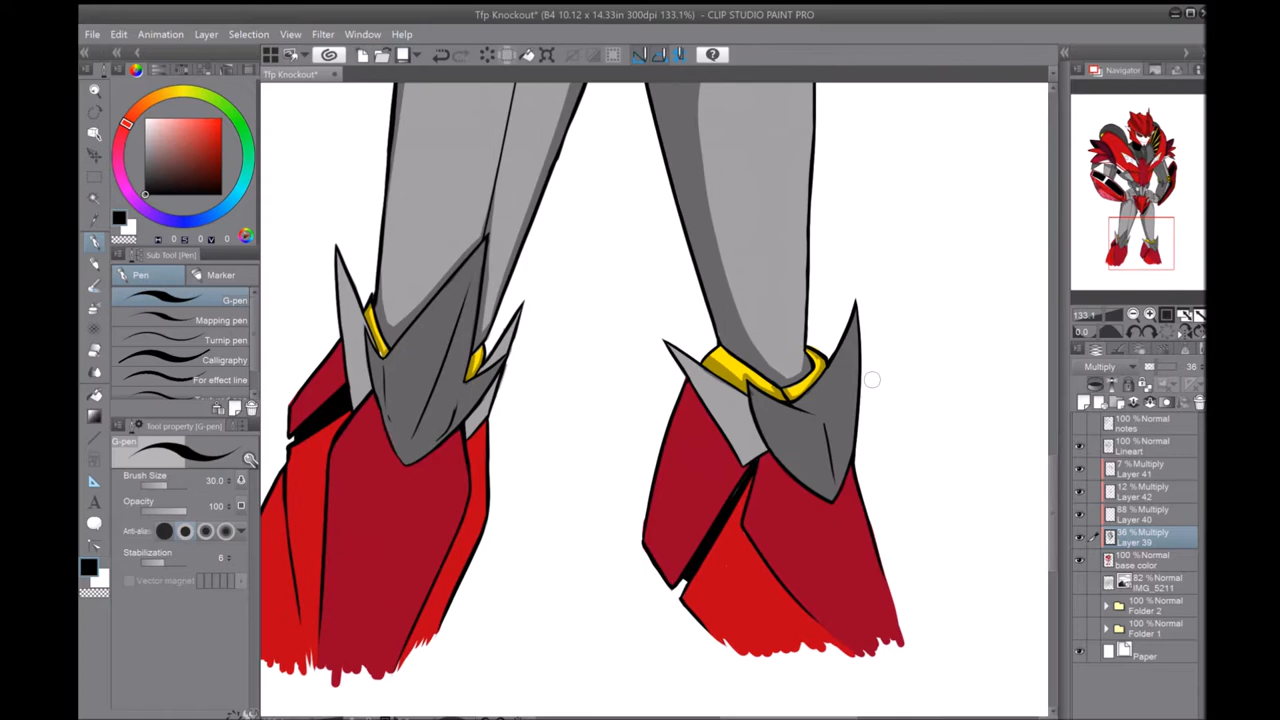 Tfp Knockout* (B4 10.12 x 14.33in 300dpi 133.1%) - CLIP STUDIO PAINT PRO
File Edit Animation Layer Selection View Filter Window Help
Tfp Knockout*
Navigator
H 0 S 0 V 0
Sub Tool [Pen]
Pen Marker
G-pen
Mapping pen
Turnip pen
Calligraphy
For effect line
Tool property [G-pen]
G-pen
Brush Size 30.0
Opacity 100
Anti-alias
Stabilization 6
Vector magnet
133.1
0.0
Multiply 36
100 %Normal
notes
100 %Normal
Lineart
7 %Multiply
Layer 41
12 %Multiply
Layer 42
88 %Multiply
Layer 40
36 %Multiply
Layer 39
100 %Normal
base color
82 %Normal
IMG_5211
100 %Normal
Folder 2
100 %Normal
Folder 1
Paper